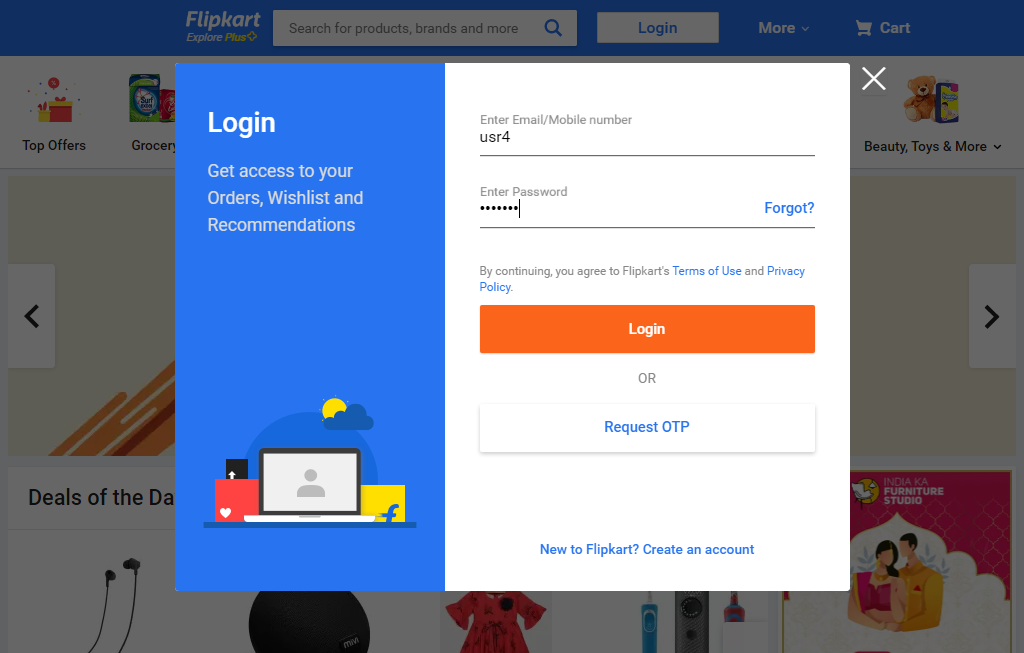 Flipkart
Explore Plus
Search for products, brands and more
Login
More
Cart
Top Offers
Grocery
Beauty, Toys & More
Login
Get access to your
Orders, Wishlist and
Recommendations
Enter Email/Mobile number
usr4
Enter Password
•••••••
Forgot?
By continuing, you agree to Flipkart's Terms of Use and Privacy
Policy.
Login
OR
Request OTP
New to Flipkart? Create an account
Deals of the Da
INDIA KA
FURNITURE
STUDIO
mivi